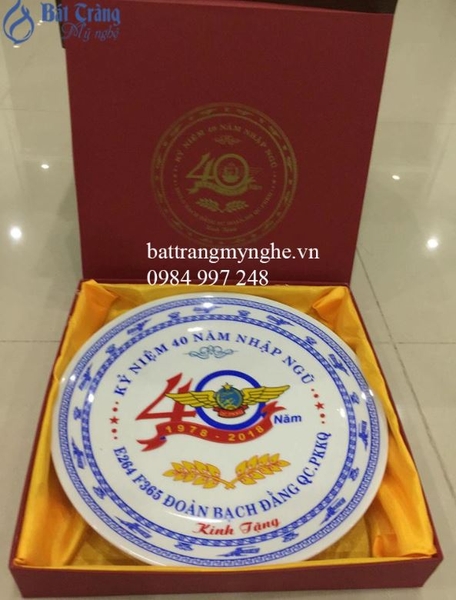 Bát Tràng
Mỹ nghệ
KỶ NIỆM 40 NĂM NHẬP NGŨ
40
battrangmynghe.vn
0984 997 248
KỶ NIỆM 40 NĂM NHẬP NGŨ
40
Năm
1978 - 2018
E264 F365 ĐOÀN BẠCH ĐẰNG QC.PKKQ
Kính Tặng